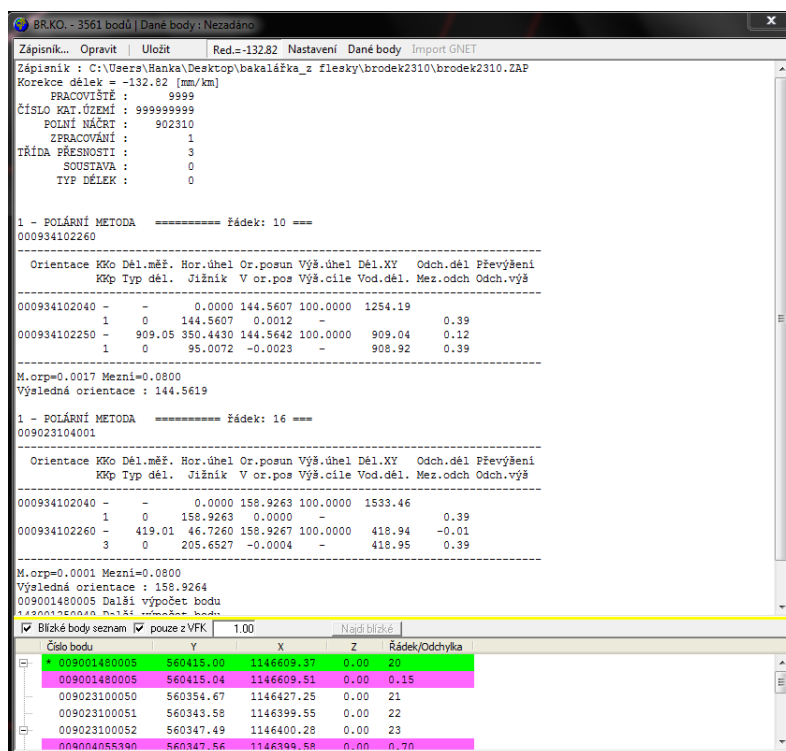 BR.KO. - 3561 bodů | Dané body : Nezadáno
x
Zápisník... Opravit | Uložit Red.=-132.82 Nastavení Dané body Import GNET
Zápisník : C:\Users\Hanka\Desktop\bakalářka_z flesky\brodek2310\brodek2310.ZAP
Korekce délek = -132.82 [mm/km]
PRACOVIŠTĚ : 9999
ČÍSLO KAT.ÚZEMÍ : 999999999
POLNÍ NÁČRT : 902310
ZPRACOVÁNÍ : 1
TŘÍDA PŘESNOSTI : 3
SOUSTAVA : 0
TYP DÉLEK : 0
1 - POLÁRNÍ METODA ========== řádek: 10 ===
000934102260
Orientace KKo Dél.měř. Hor.úhel Or.posun Výš.úhel Dél.XY Odch.dél Převýšení
KKp Typ dél. Jižník V or.pos Výš.cíle Vod.dél. Mez.odch Odch.výš
000934102040 - - 0.0000 144.5607 100.0000 1254.19
1 0 144.5607 0.0012 - 0.39
000934102250 - 909.05 350.4430 144.5642 100.0000 909.04 0.12
1 0 95.0072 -0.0023 - 908.92 0.39
M.orp=0.0017 Mezní=0.0800
Výsledná orientace : 144.5619
1 - POLÁRNÍ METODA ========== řádek: 16 ===
009023104001
Orientace KKo Dél.měř. Hor.úhel Or.posun Výš.úhel Dél.XY Odch.dél Převýšení
KKp Typ dél. Jižník V or.pos Výš.cíle Vod.dél. Mez.odch Odch.výš
000934102040 - - 0.0000 158.9263 100.0000 1533.46
1 0 158.9263 0.0000 - 0.39
000934102260 - 419.01 46.7260 158.9267 100.0000 418.94 -0.01
3 0 205.6527 -0.0004 - 418.95 0.39
M.orp=0.0001 Mezní=0.0800
Výsledná orientace : 158.9264
009001480005 Další výpočet bodu
Další výpočet bodu
Blízké body seznam pouze z VFK 1.00 Najdi blízké
Číslo bodu Y X Z Řádek/Odchylka
* 009001480005 560415.00 1146609.37 0.00 20
009001480005 560415.04 1146609.51 0.00 0.15
009023100050 560354.67 1146427.25 0.00 21
009023100051 560343.58 1146399.55 0.00 22
009023100052 560347.49 1146400.28 0.00 23
009004055390 560347.56 1146399.58 0.00 0.70